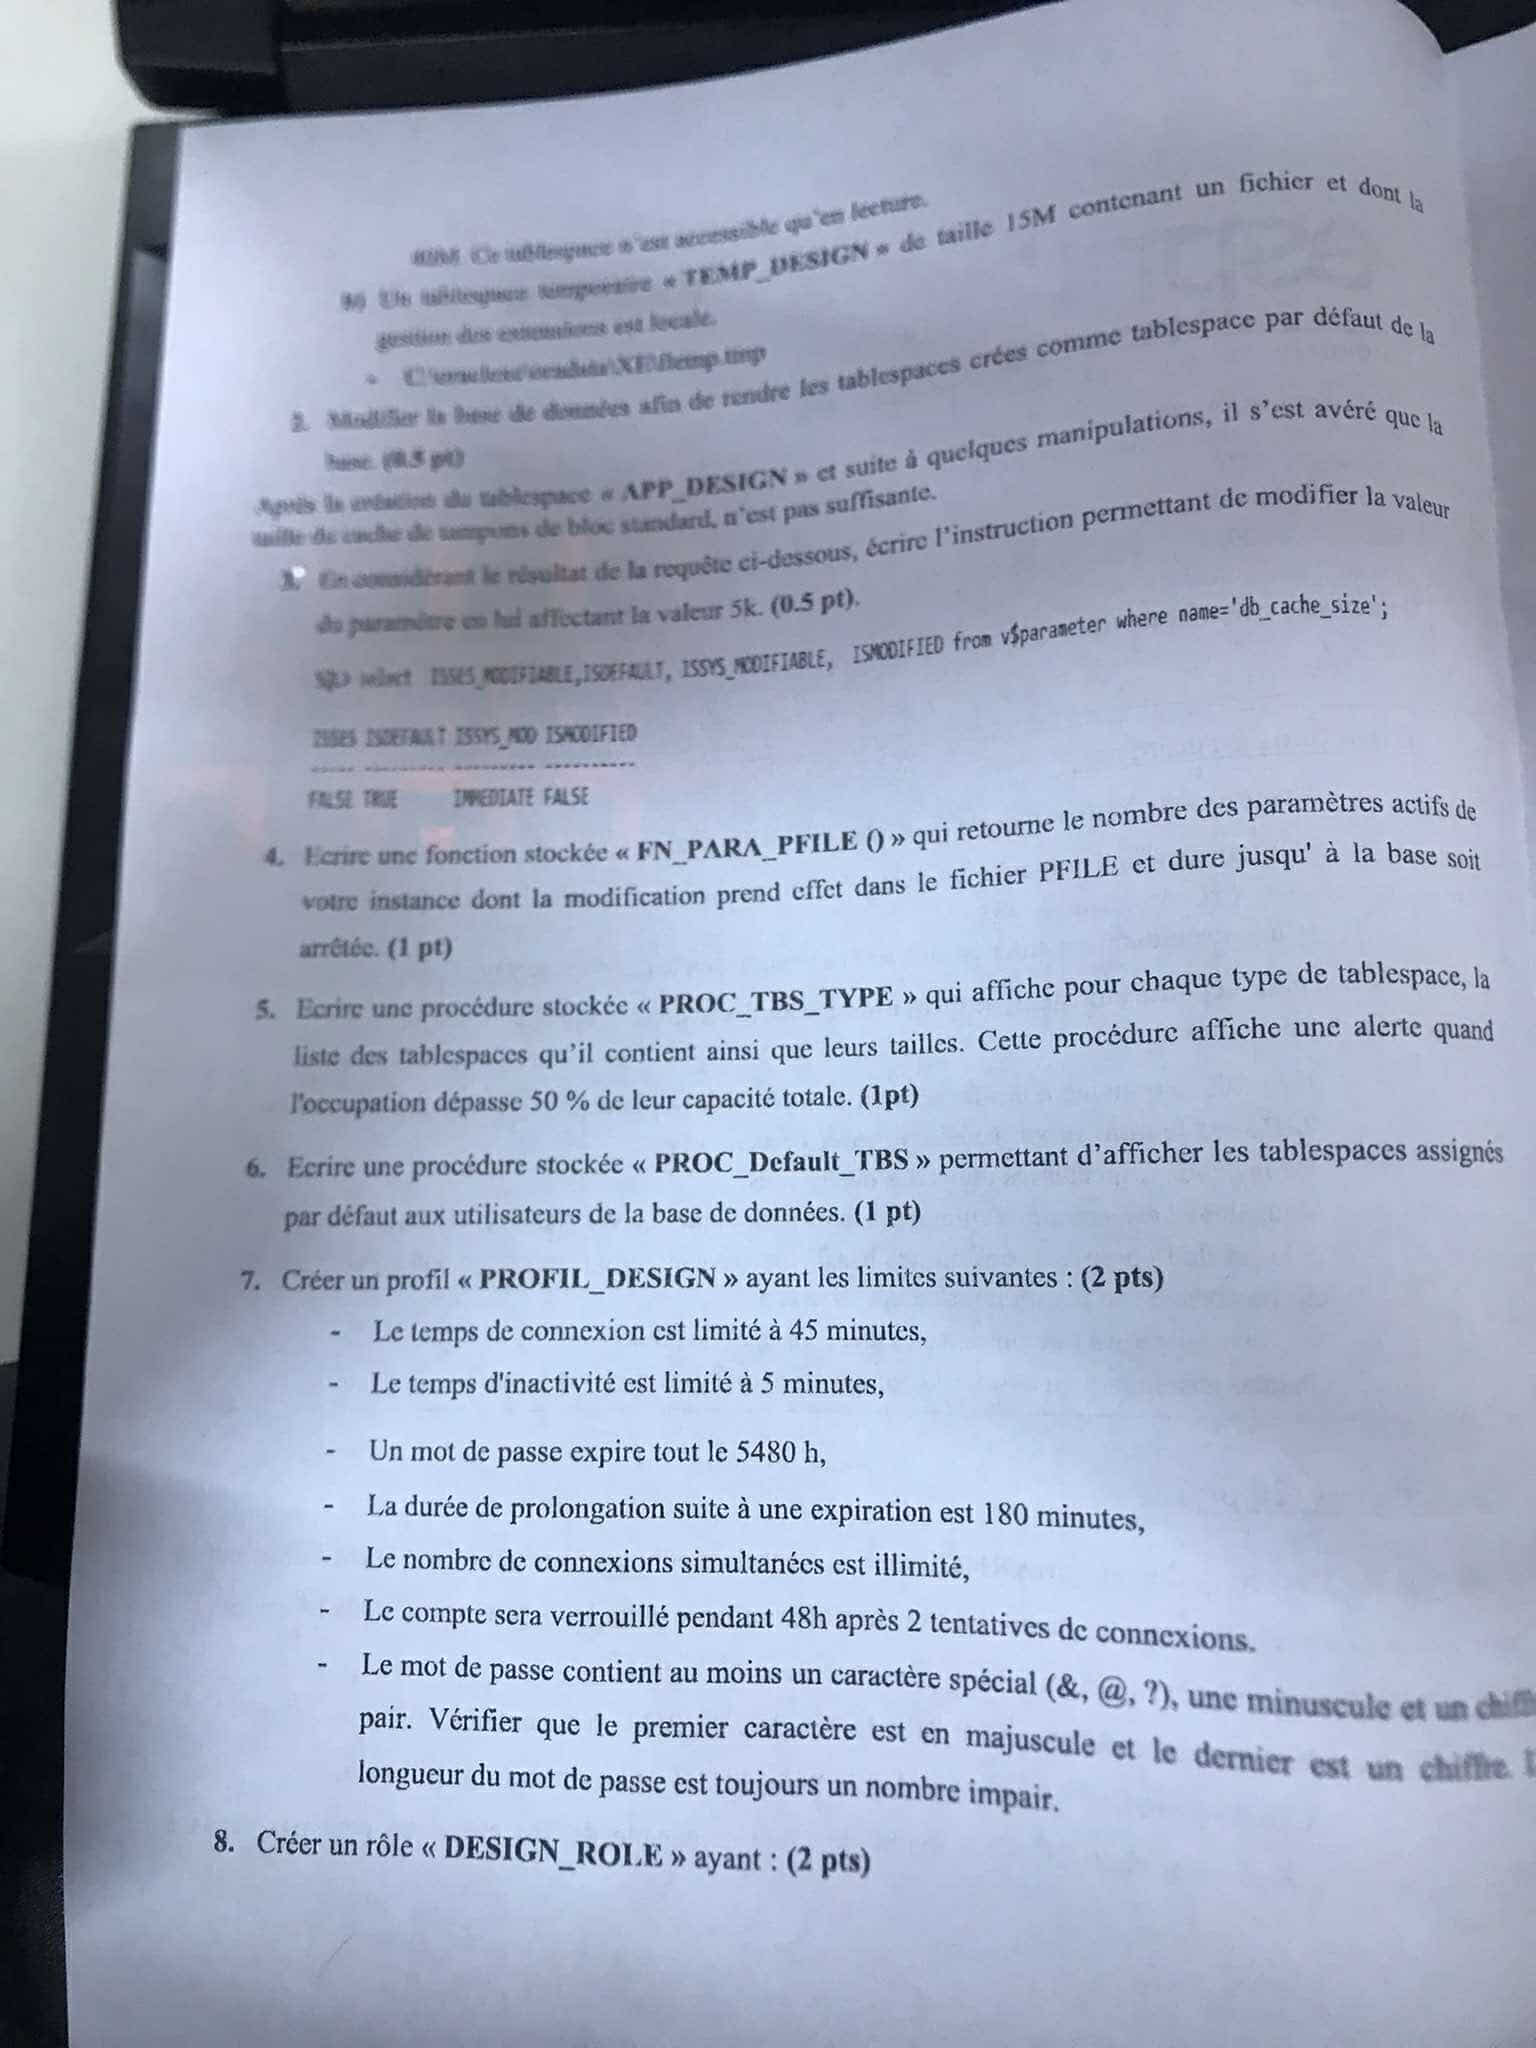 Ce tablespace n'est accessible qu'en lecture.
Un tablespace temporaire « TEMP_DESIGN » de taille 15M contenant un fichier et dont la
gestion des extensions est locale.
2. Modifier la base de données afin de rendre les tablespaces crées comme tablespace par défaut de la
base. (0.5 pt)
Après la création du tablespace « APP_DESIGN » et suite à quelques manipulations, il s'est avéré que la
taille du cache de tampons de bloc standard, n'est pas suffisante.
3. En considérant le résultat de la requête ci-dessous, écrire l'instruction permettant de modifier la valeur
du paramètre en lui affectant la valeur 5k. (0.5 pt).
SQL> select ISSES_MODIFIABLE,ISDEFAULT, ISSYS_MODIFIABLE, ISMODIFIED from v$parameter where name='db_cache_size';
ISSES ISDEFAULT ISSYS_MOD ISMODIFIED
----- --------- --------- ----------
FALSE TRUE IMMEDIATE FALSE
4. Ecrire une fonction stockée « FN_PARA_PFILE () » qui retourne le nombre des paramètres actifs de
votre instance dont la modification prend effet dans le fichier PFILE et dure jusqu' à la base soit
arrêtée. (1 pt)
5. Ecrire une procédure stockée « PROC_TBS_TYPE » qui affiche pour chaque type de tablespace, la
liste des tablespaces qu'il contient ainsi que leurs tailles. Cette procédure affiche une alerte quand
l'occupation dépasse 50 % de leur capacité totale. (1pt)
6. Ecrire une procédure stockée « PROC_Default_TBS » permettant d'afficher les tablespaces assignés
par défaut aux utilisateurs de la base de données. (1 pt)
7. Créer un profil « PROFIL_DESIGN » ayant les limites suivantes : (2 pts)
- Le temps de connexion est limité à 45 minutes,
- Le temps d'inactivité est limité à 5 minutes,
- Un mot de passe expire tout le 5480 h,
- La durée de prolongation suite à une expiration est 180 minutes,
- Le nombre de connexions simultanées est illimité,
- Le compte sera verrouillé pendant 48h après 2 tentatives de connexions.
- Le mot de passe contient au moins un caractère spécial (&, @, ?), une minuscule et un
pair. Vérifier que le premier caractère est en majuscule et le dernier est un chiffre.
longueur du mot de passe est toujours un nombre impair.
8. Créer un rôle « DESIGN_ROLE » ayant : (2 pts)